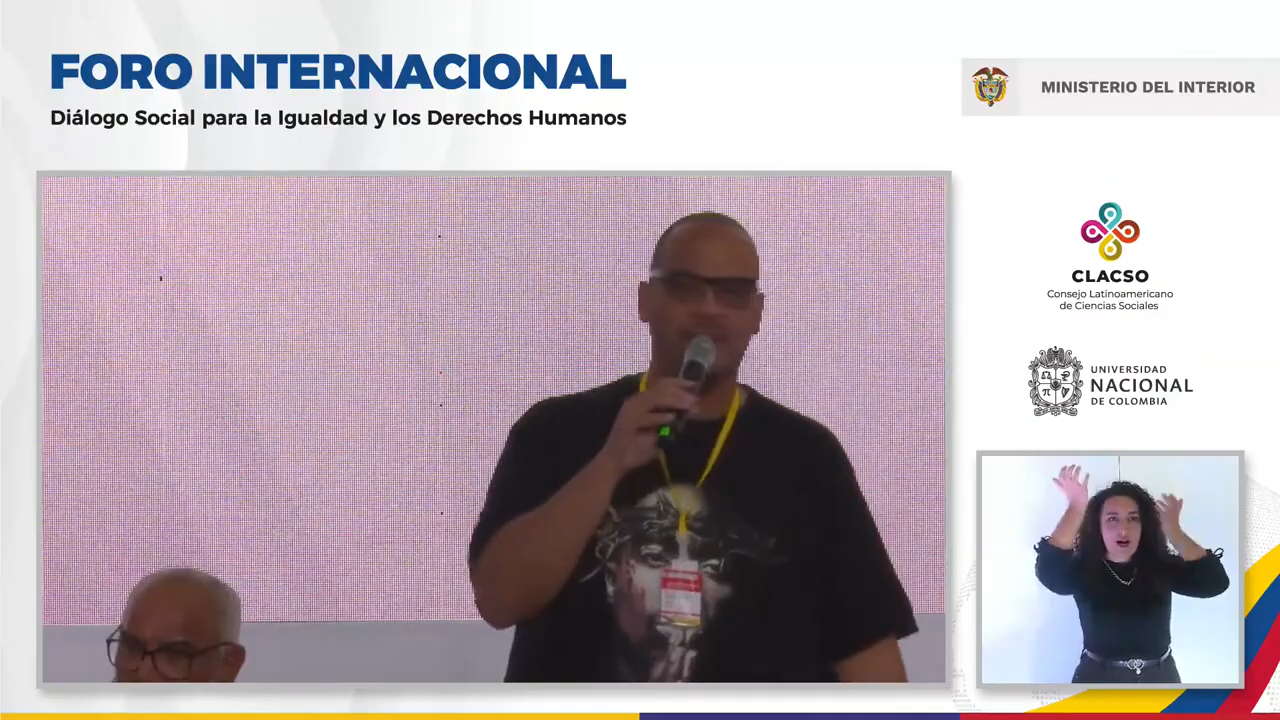 FORO INTERNACIONAL
Diálogo Social para la Igualdad y los Derechos Humanos
MINISTERIO DEL INTERIOR
CLACSO
Consejo Latinoamericano
de Ciencias Sociales
UNIVERSIDAD
NACIONAL
DE COLOMBIA